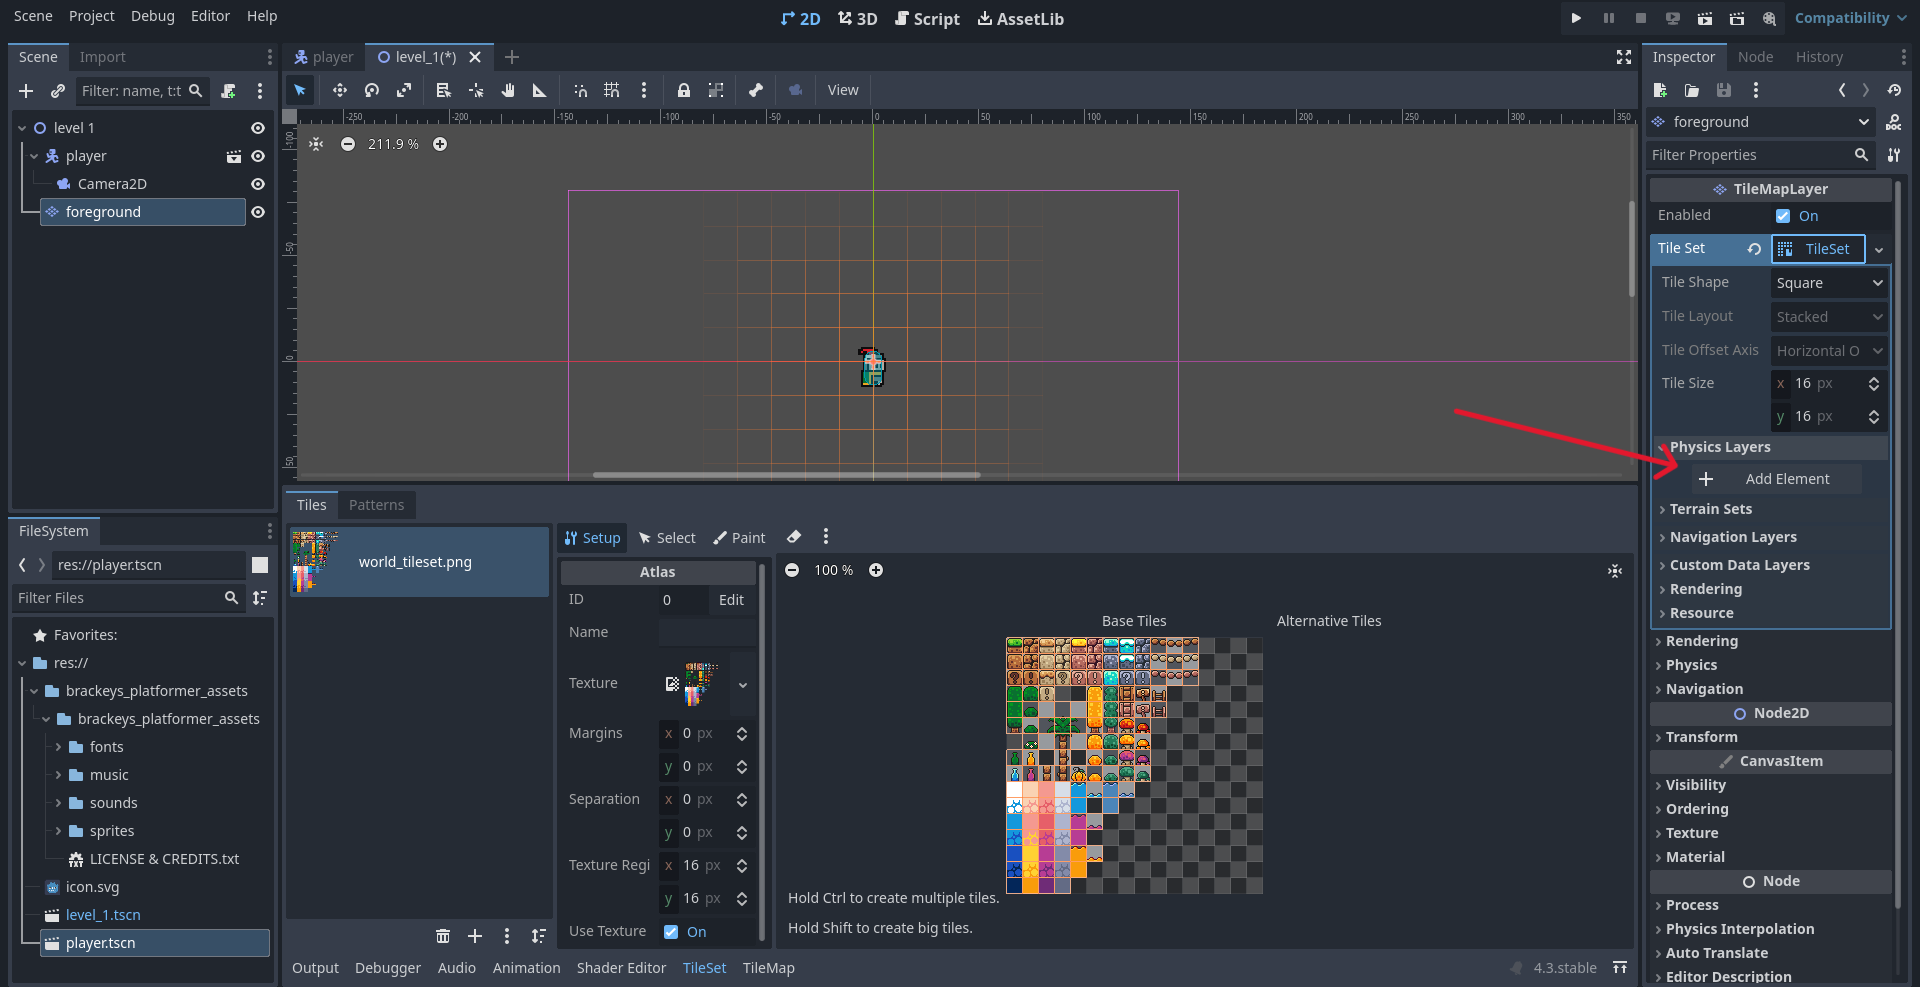 Scene Project Debug Editor Help
2D 3D Script AssetLib
Compatibility
Scene Import
Filter: name, t:t
level 1
player
Camera2D
foreground
FileSystem
res://player.tscn
Filter Files
Favorites:
res://
brackeys_platformer_assets
brackeys_platformer_assets
fonts
music
sounds
sprites
LICENSE & CREDITS.txt
icon.svg
level_1.tscn
player.tscn
player level_1(*)
View
-250 -200 -150 -100 -50 0 50 100 150 200 250 300 350
-100
-50
0
50
211.9 %
Tiles Patterns
world_tileset.png
Setup Select Paint
Atlas
ID 0 Edit
Name
Texture
Margins x 0 px
y 0 px
Separation x 0 px
y 0 px
Texture Regi x 16 px
y 16 px
Use Texture On
100 %
Base Tiles Alternative Tiles
Hold Ctrl to create multiple tiles.
Hold Shift to create big tiles.
Output Debugger Audio Animation Shader Editor TileSet TileMap
4.3.stable
Inspector Node History
foreground
DOC
Filter Properties
TileMapLayer
Enabled On
Tile Set TileSet
Tile Shape Square
Tile Layout Stacked
Tile Offset Axis Horizontal O
Tile Size x 16 px
y 16 px
Physics Layers
Add Element
Terrain Sets
Navigation Layers
Custom Data Layers
Rendering
Resource
Rendering
Physics
Navigation
Node2D
Transform
CanvasItem
Visibility
Ordering
Texture
Material
Node
Process
Physics Interpolation
Auto Translate
Editor Description